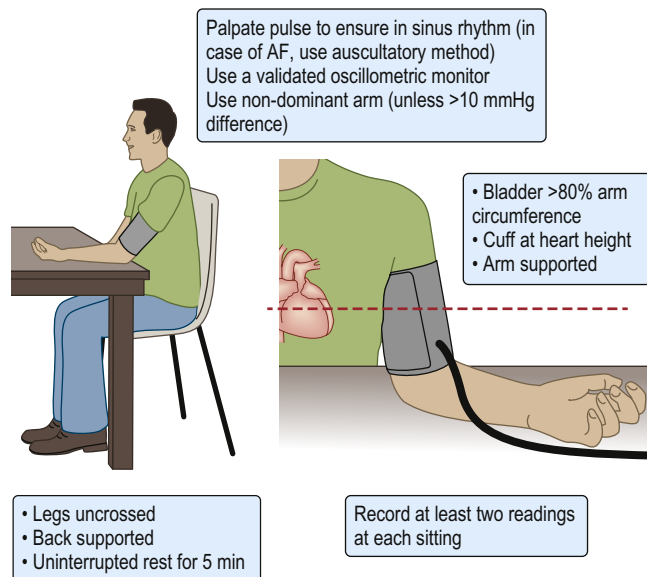 Palpate pulse to ensure in sinus rhythm (in
case of AF, use auscultatory method)
Use a validated oscillometric monitor
Use non-dominant arm (unless >10 mmHg
difference)
• Bladder >80% arm
circumference
• Cuff at heart height
• Arm supported
• Legs uncrossed
• Back supported
• Uninterrupted rest for 5 min
Record at least two readings
at each sitting